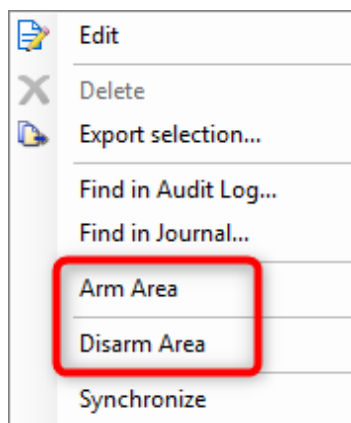 Edit
Delete
Export selection...
Find in Audit Log...
Find in Journal...
Arm Area
Disarm Area
Synchronize